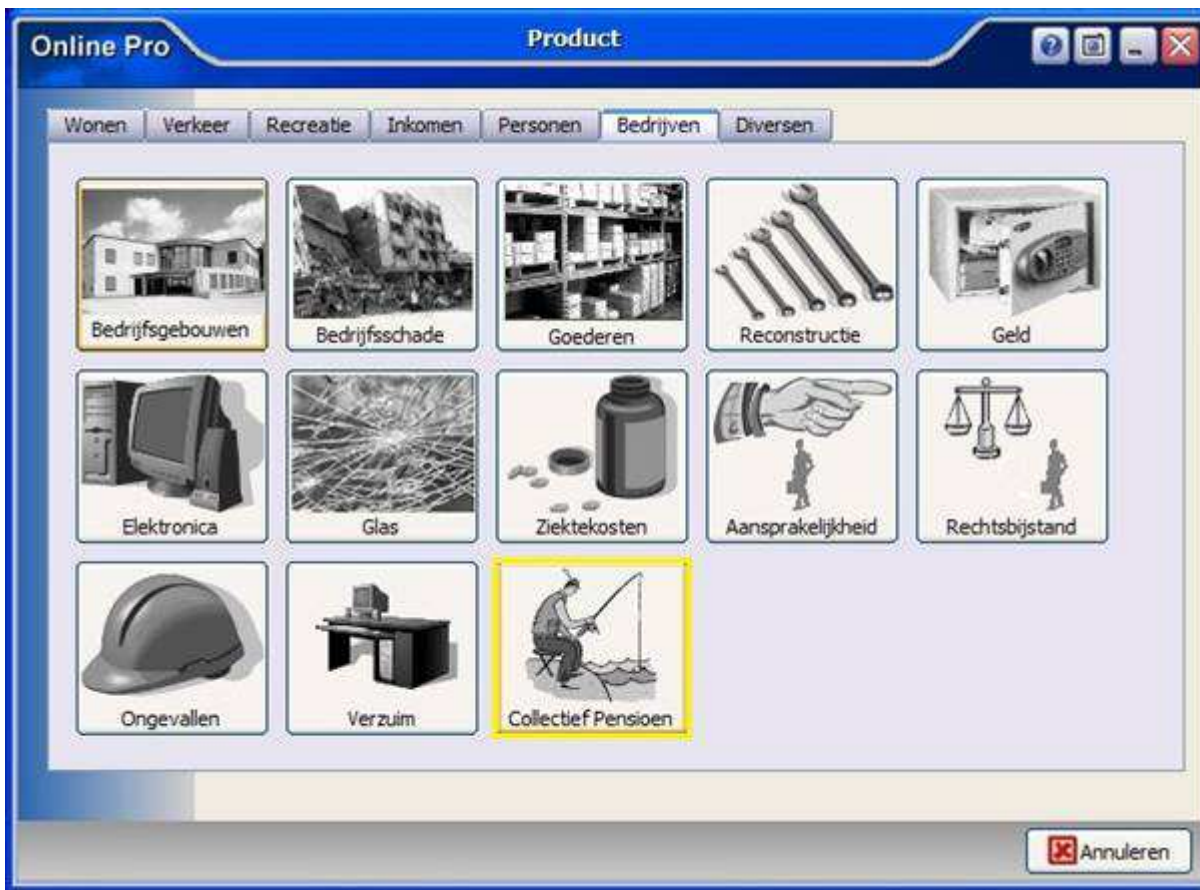 Online Pro
Product
Wonen Verkeer Recreatie Inkomen Personen Bedrijven Diversen
Bedrijfsgebouwen Bedrijfsschade Goederen Reconstructie Geld
Elektronica Glas Ziektekosten Aansprakelijkheid Rechtsbijstand
Ongevallen Verzuim Collectief Pensioen
Annuleren